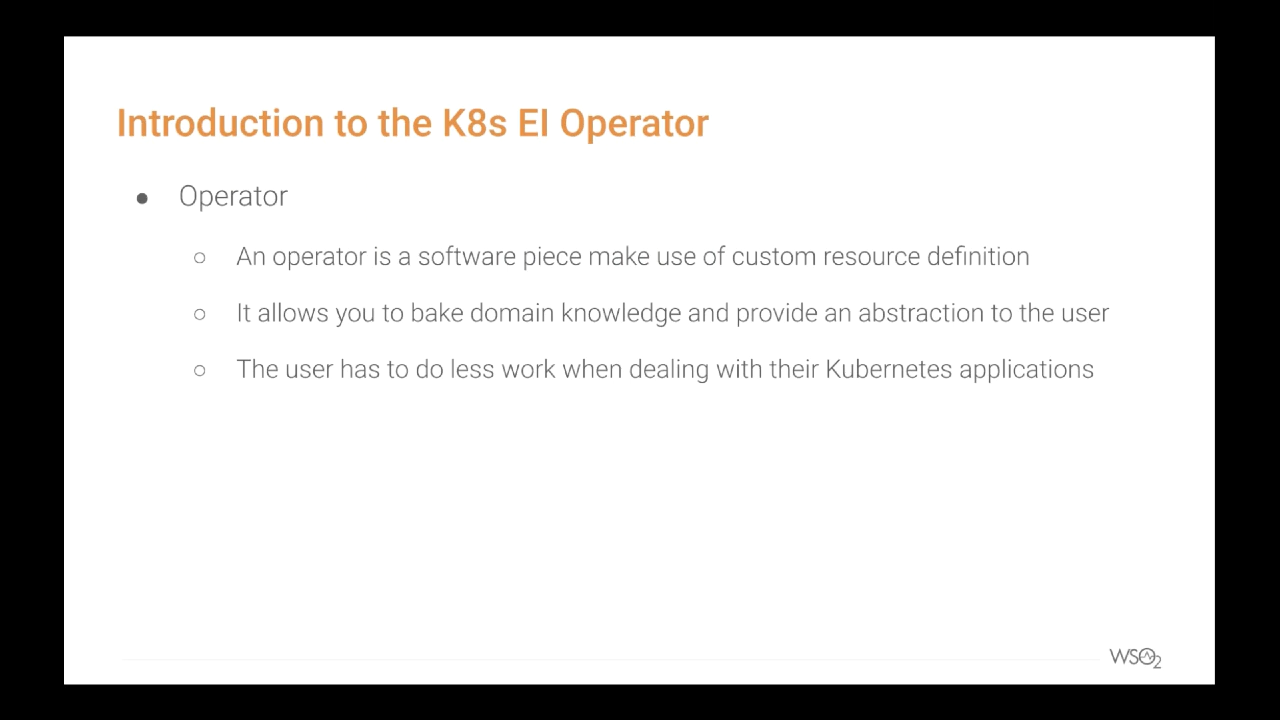 Introduction to the K8s EI Operator
● Operator
○ An operator is a software piece make use of custom resource definition
○ It allows you to bake domain knowledge and provide an abstraction to the user
○ The user has to do less work when dealing with their Kubernetes applications
WSO2